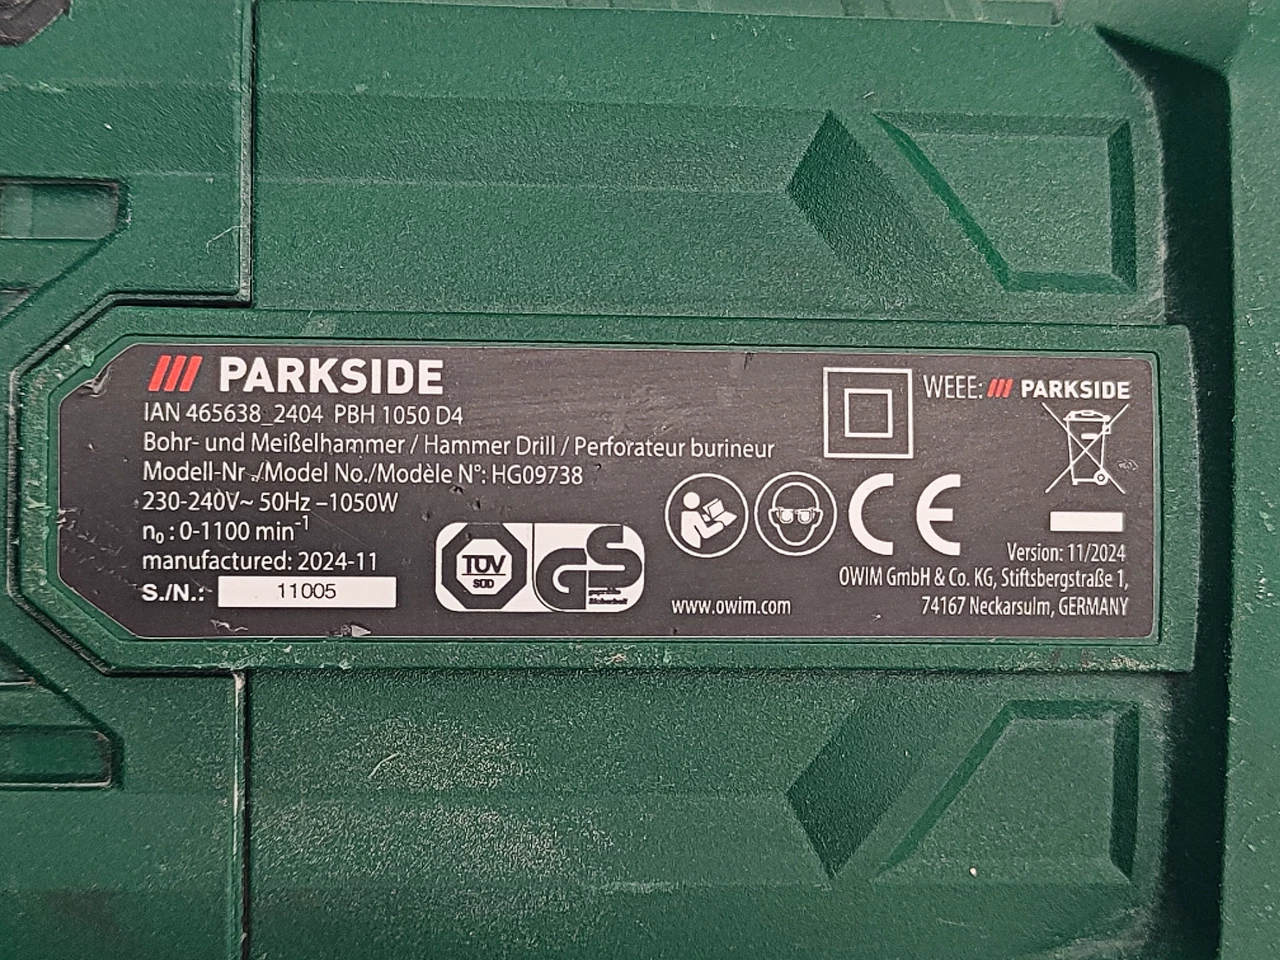 PARKSIDE
IAN 465638_2404 PBH 1050 D4
Bohr- und Meißelhammer / Hammer Drill / Perforateur burineur
Modell-Nr./Model No./Modèle N°: HG09738
230-240V~ 50Hz –1050W
n₀ : 0-1100 min⁻¹
manufactured: 2024-11
S./N.: 11005
TÜV
SÜD
GS
geprüfte
Sicherheit
www.owim.com
CE
WEEE: PARKSIDE
Version: 11/2024
OWIM GmbH & Co. KG, Stiftsbergstraße 1,
74167 Neckarsulm, GERMANY